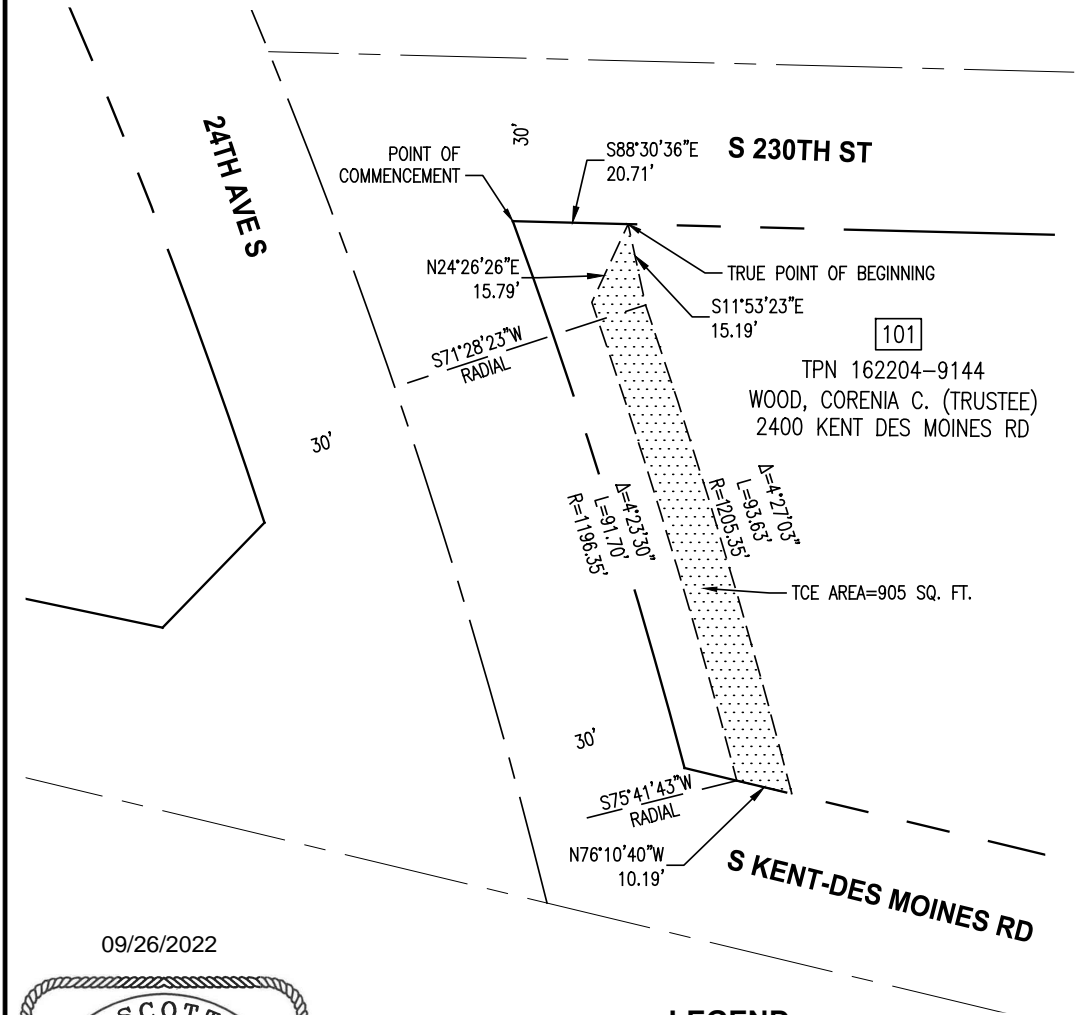 24TH AVE S
30'
POINT OF
COMMENCEMENT
S88°30'36"E
20.71'
S 230TH ST
N24°26'26"E
15.79'
TRUE POINT OF BEGINNING
S11°53'23"E
15.19'
S71°28'23"W
RADIAL
101
TPN 162204-9144
WOOD, CORENIA C. (TRUSTEE)
2400 KENT DES MOINES RD
30'
Δ=4°23'30"
L=91.70'
R=1196.35'
Δ=4°27'03"
L=93.63'
R=1205.35'
TCE AREA=905 SQ. FT.
30'
S75°41'43"W
RADIAL
N76°10'40"W
10.19'
S KENT-DES MOINES RD
09/26/2022
SCOTT
LEGEND